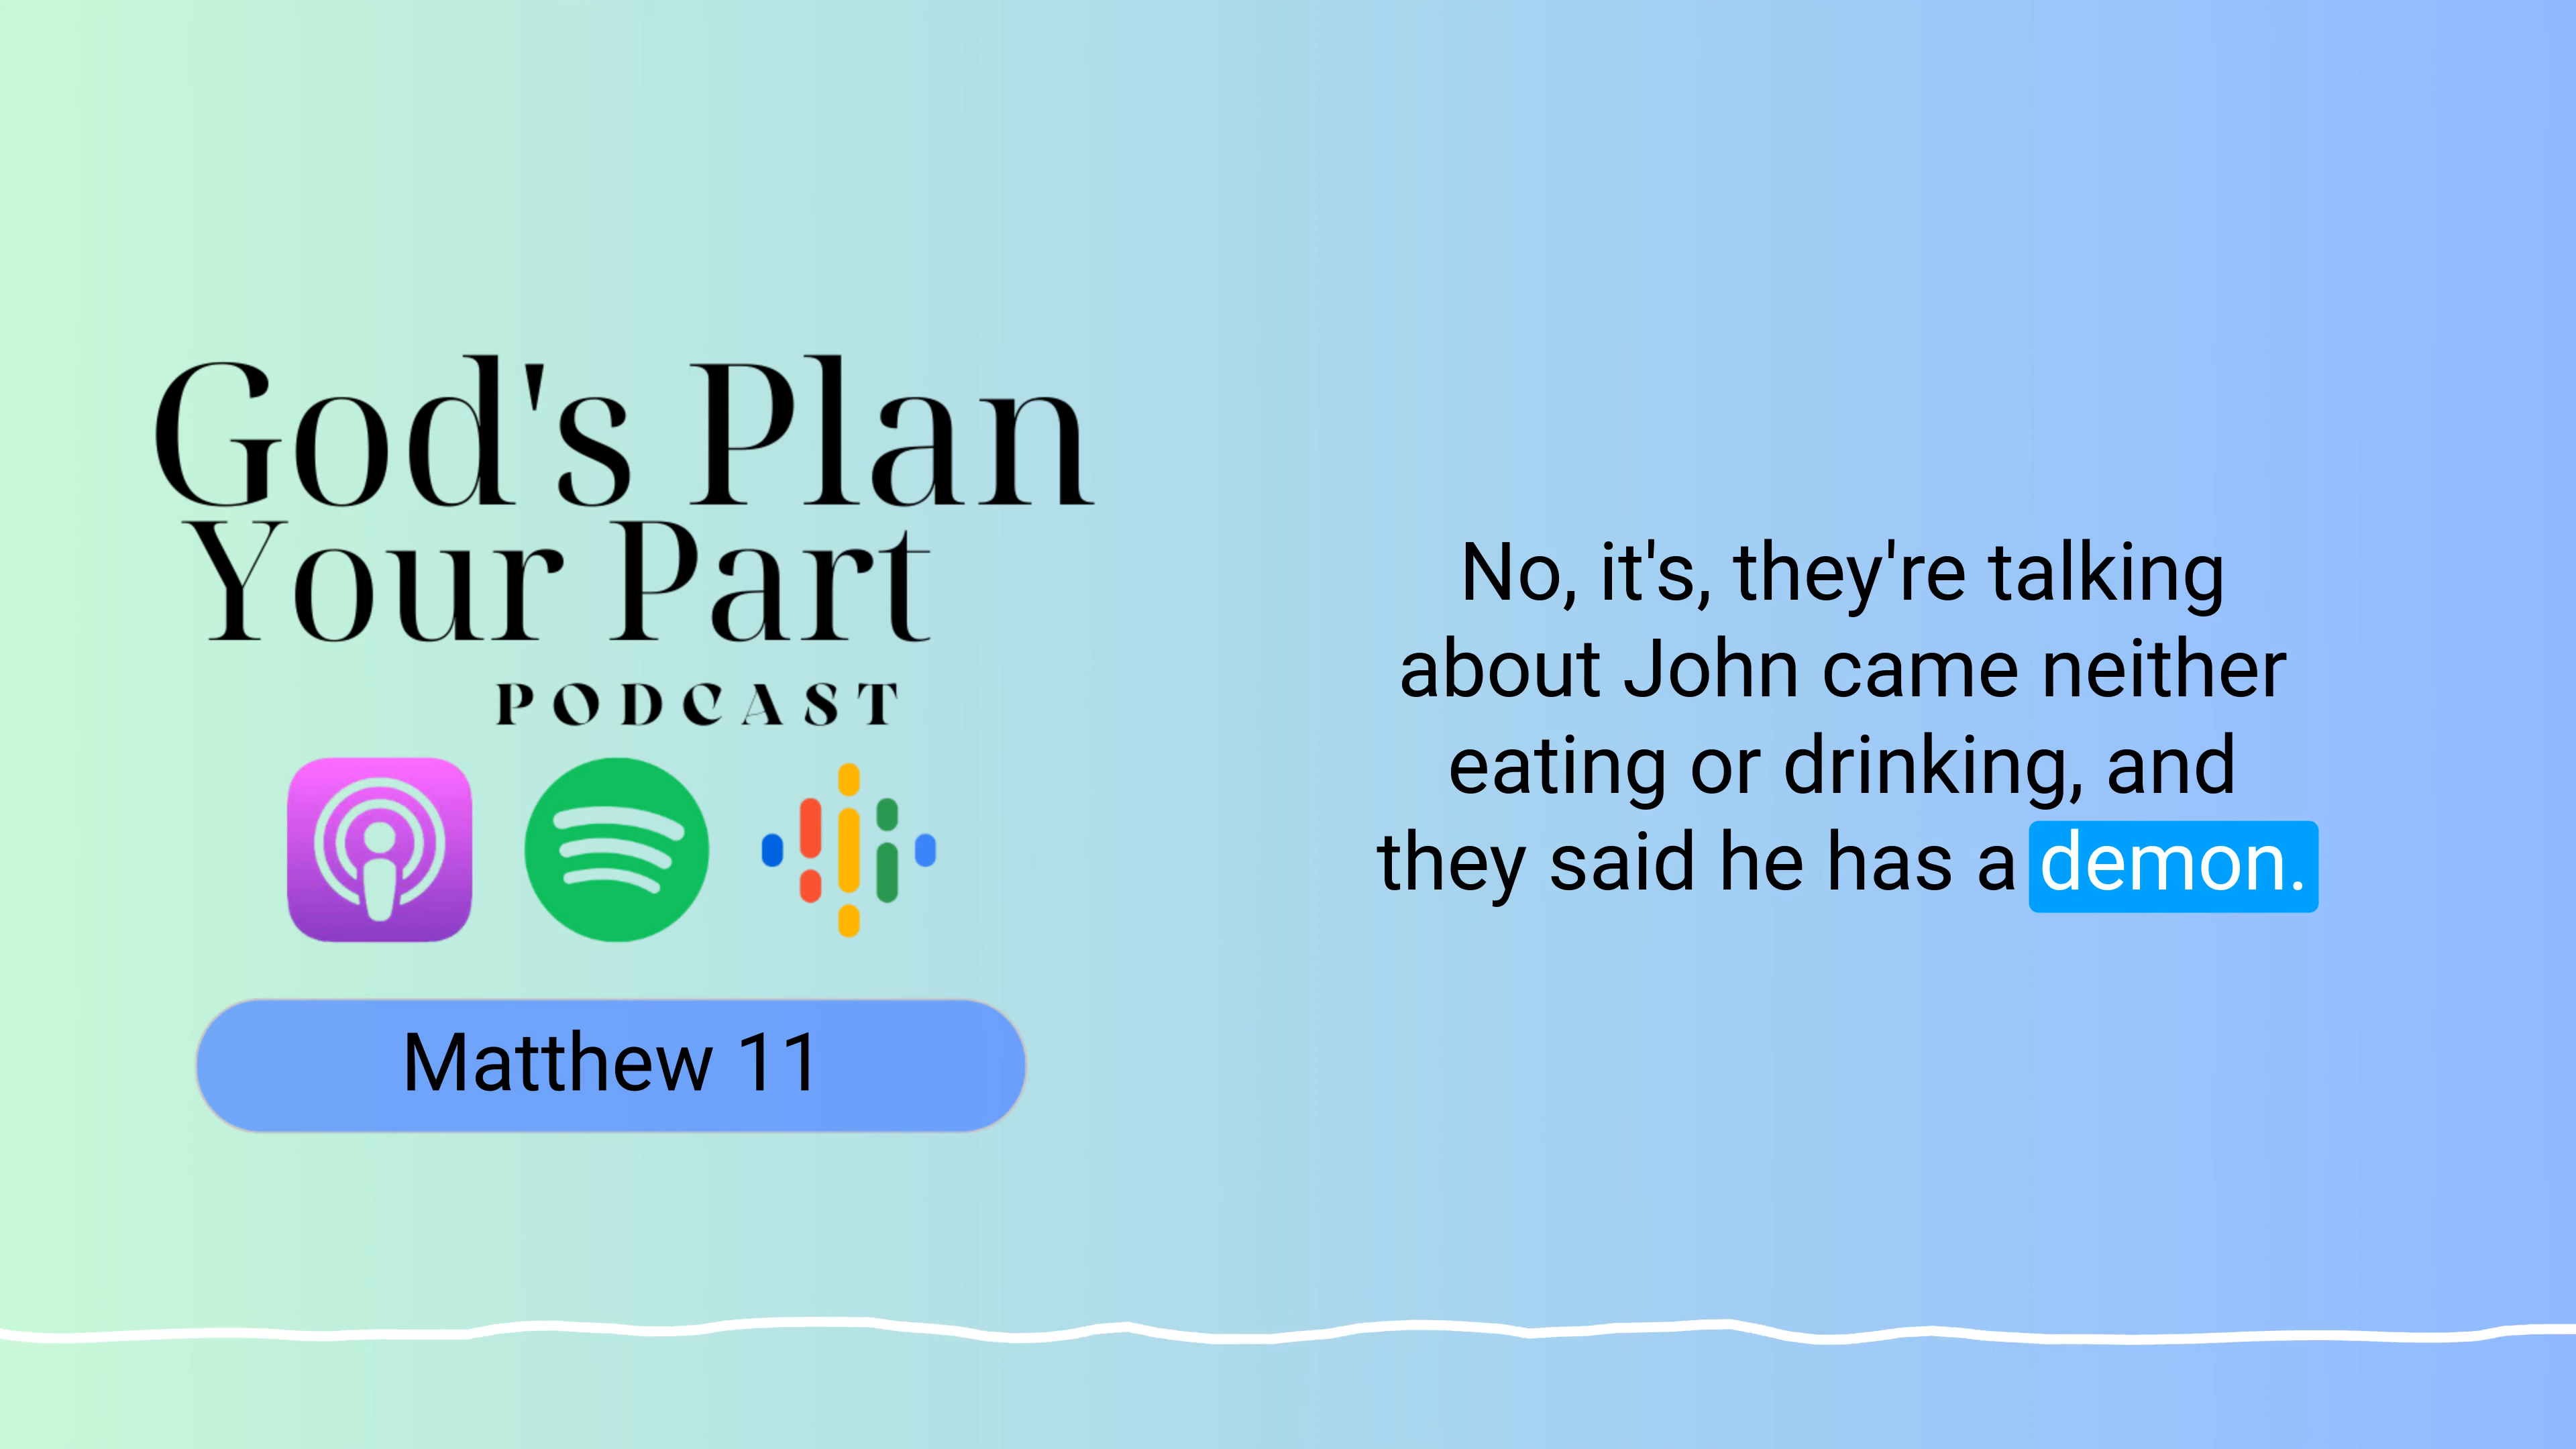 God's Plan
Your Part
PODCAST
Matthew 11
No, it's, they're talking
about John came neither
eating or drinking, and
they said he has a demon.